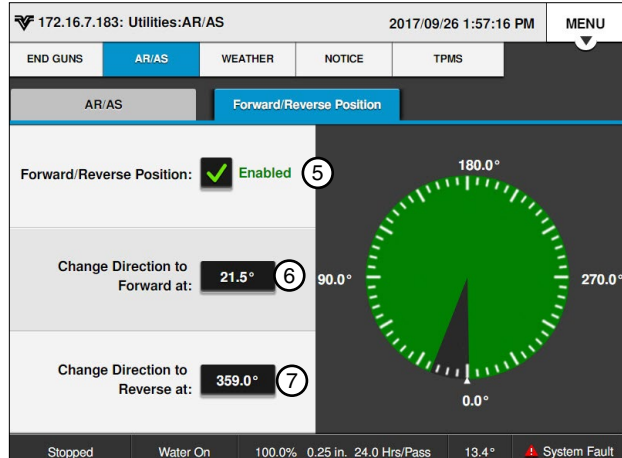 172.16.7.183: Utilities:AR/AS 2017/09/26 1:57:16 PM MENU
END GUNS AR/AS WEATHER NOTICE TPMS
AR/AS Forward/Reverse Position
Forward/Reverse Position: Enabled 5
Change Direction to
Forward at: 21.5° 6
Change Direction to
Reverse at: 359.0° 7
180.0°
90.0° 270.0°
0.0°
Stopped Water On 100.0% 0.25 in. 24.0 Hrs/Pass 13.4° System Fault